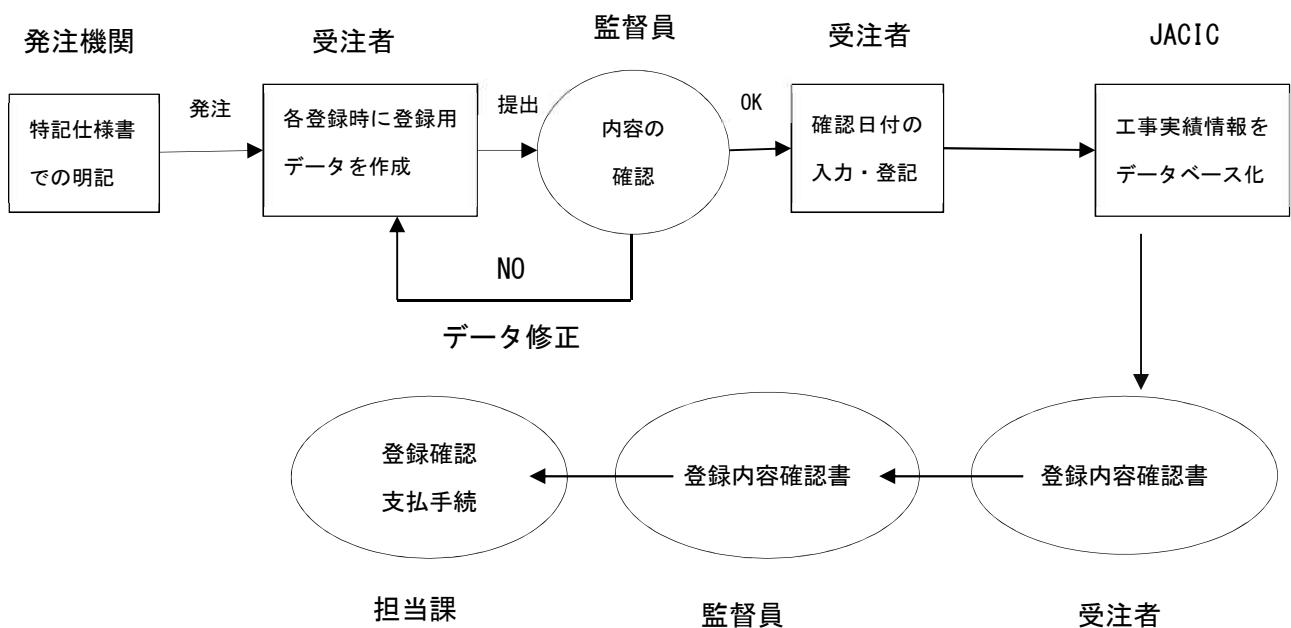 発注機関
受注者
監督員
受注者
JACIC
特記仕様書
での明記
発注
各登録時に登録用
データを作成
提出
内容の
確認
OK
確認日付の
入力・登記
工事実績情報を
データベース化
NO
データ修正
登録確認
支払手続
登録内容確認書
登録内容確認書
担当課
監督員
受注者